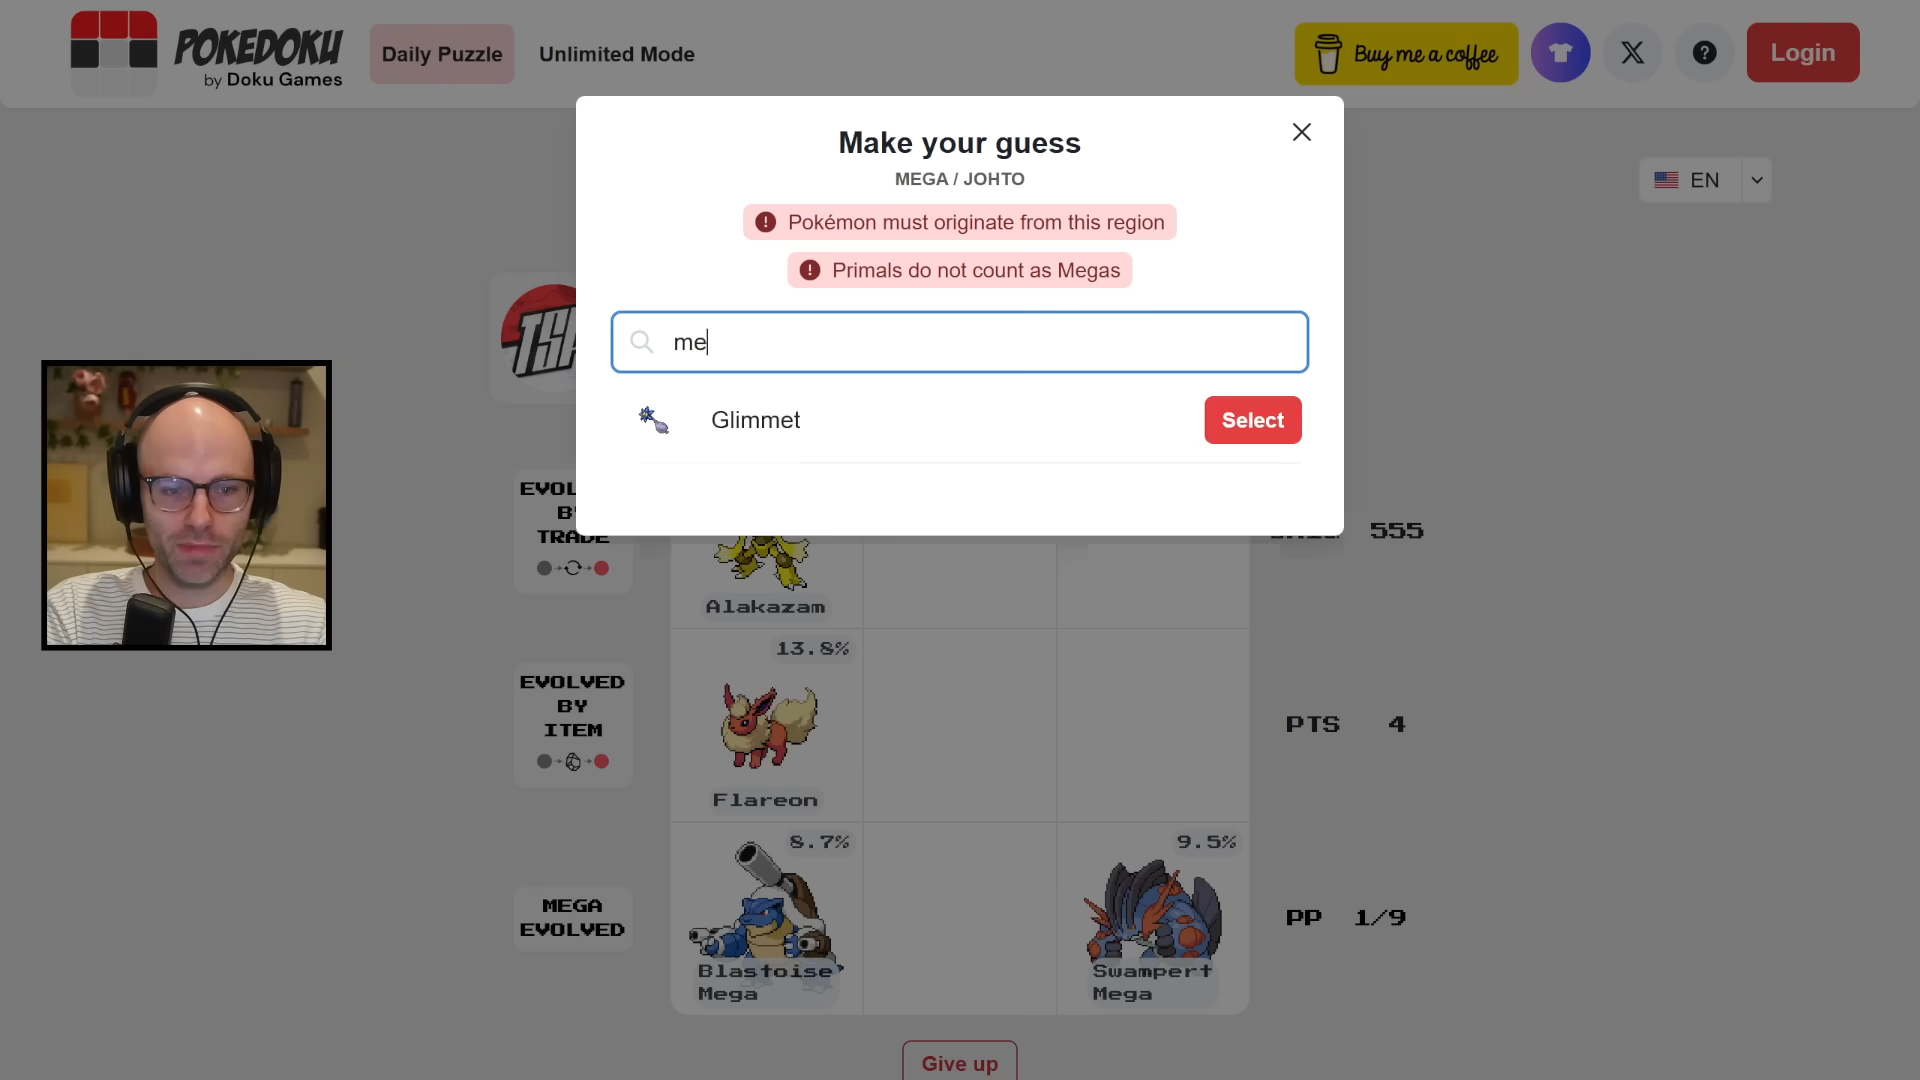 POKEDOKU
by Doku Games
Daily Puzzle
Unlimited Mode
Buy me a coffee
Login
EN
Make your guess
MEGA / JOHTO
Pokémon must originate from this region
Primals do not count as Megas
me
Glimmet
Select
EVOLVED
BY
TRADE
555
Alakazam
EVOLVED
BY
ITEM
13.8%
Flareon
PTS 4
MEGA
EVOLVED
8.7%
Blastoise
Mega
9.5%
Swampert
Mega
PP 1/9
Give up